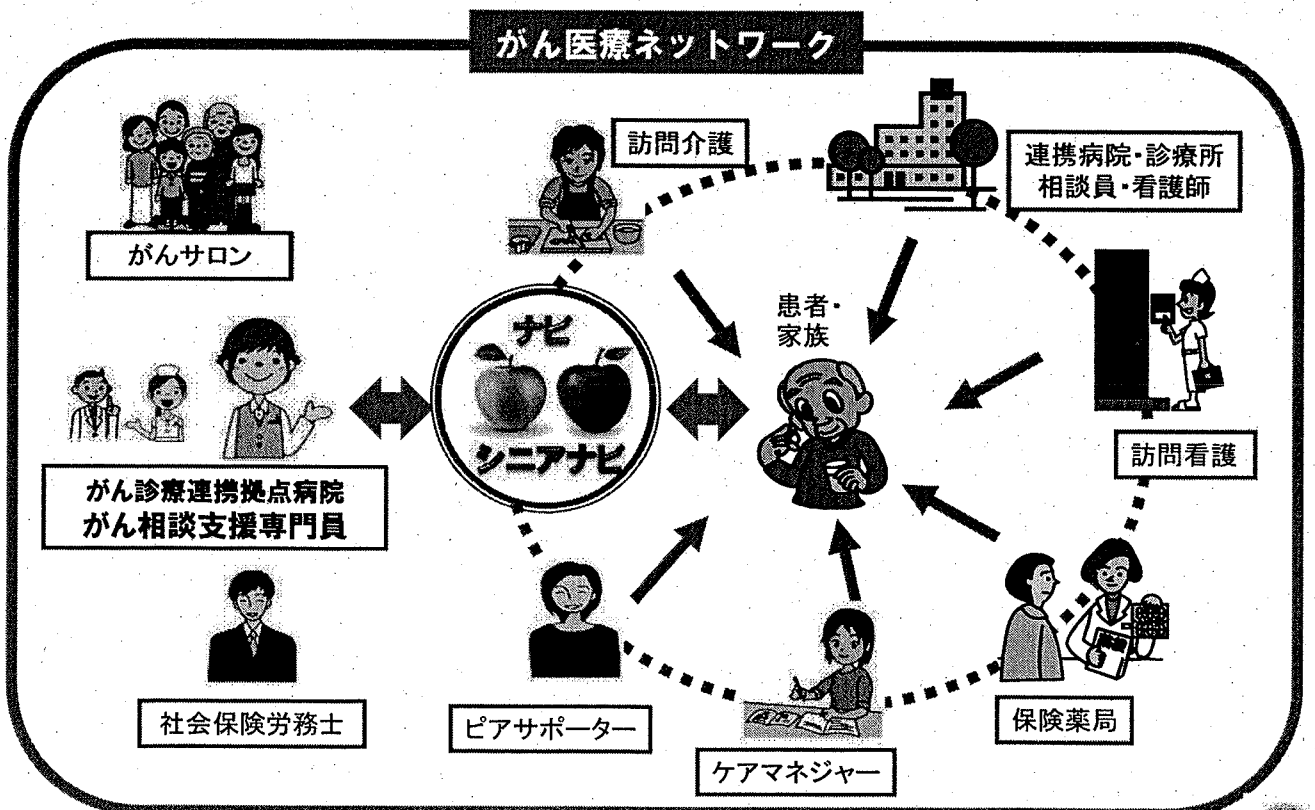 がん医療ネットワーク
訪問介護
連携病院・診療所
相談員・看護師
がんサロン
患者・
家族
ナビ
シニアナビ
訪問看護
がん診療連携拠点病院
がん相談支援専門員
社会保険労務士
ピアサポーター
ケアマネジャー
保険薬局